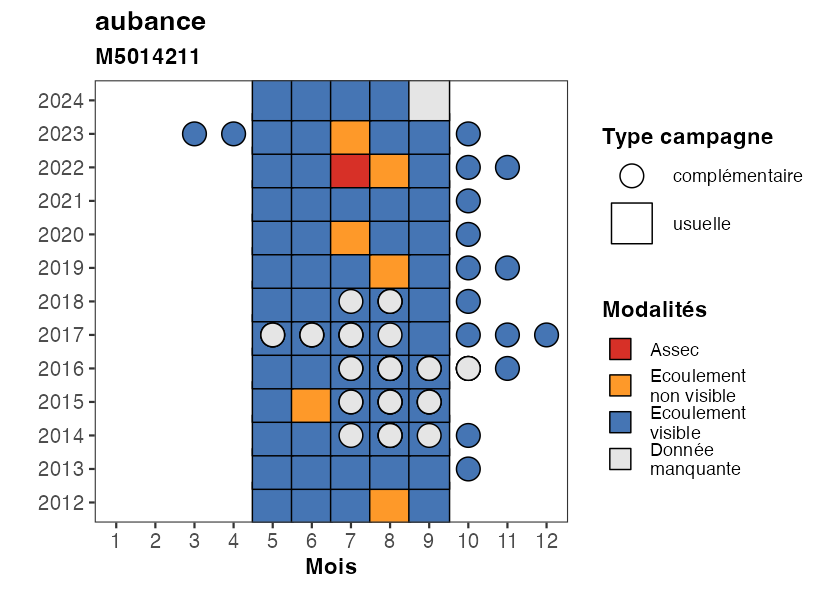 aubance
M5014211
2024
2023
2022
2021
2020
2019
2018
2017
2016
2015
2014
2013
2012
1 2 3 4 5 6 7 8 9 10 11 12
Mois
Type campagne
complémentaire
usuelle
Modalités
Assec
Ecoulement
non visible
Ecoulement
visible
Donnée
manquante